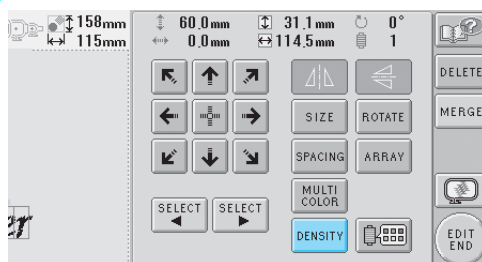 158mm 60.0mm 31.1mm 0°
115mm 0.0mm 114.5mm 1
DELETE
SIZE ROTATE MERGE
SPACING ARRAY
SELECT SELECT MULTI COLOR
er
DENSITY EDIT END